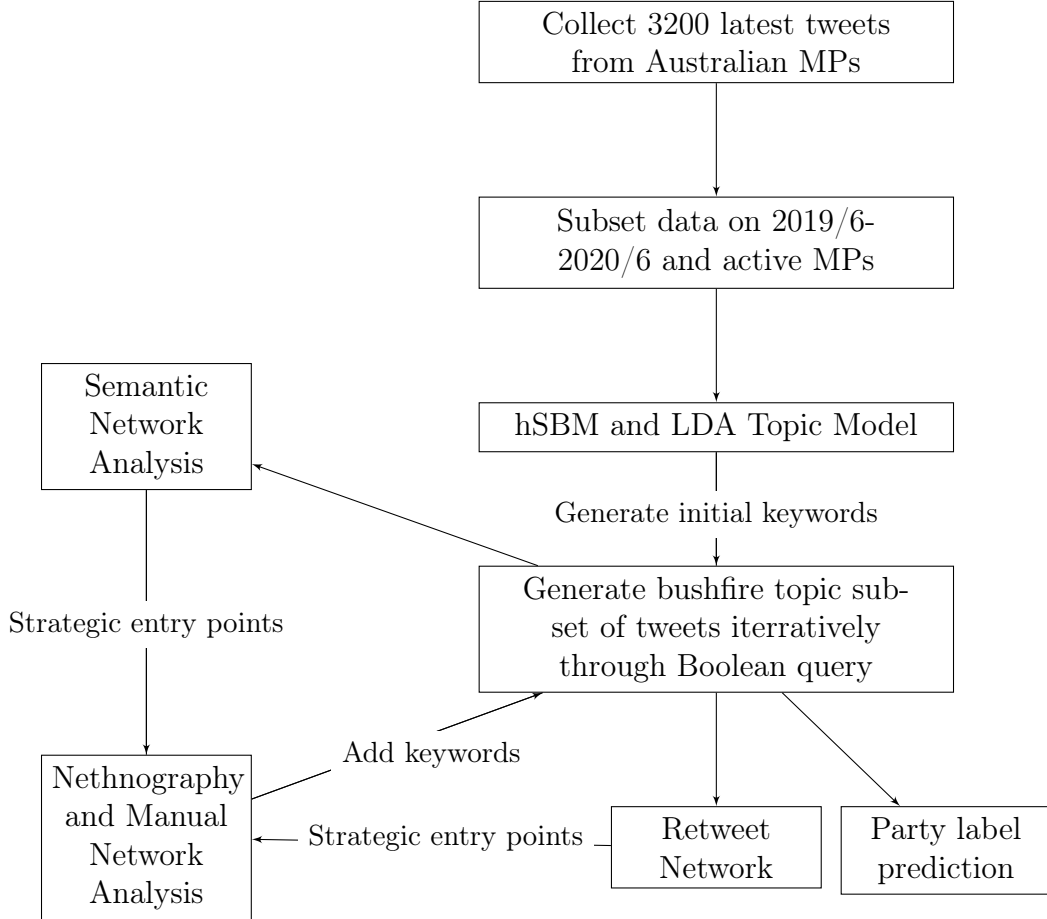 Collect 3200 latest tweets
from Australian MPs
Subset data on 2019/6-
2020/6 and active MPs
hSBM and LDA Topic Model
Semantic
Network
Analysis
Generate initial keywords
Generate bushfire topic sub-
set of tweets iterratively
through Boolean query
Strategic entry points
Add keywords
Nethnography
and Manual
Network
Analysis
Strategic entry points
Retweet
Network
Party label
prediction